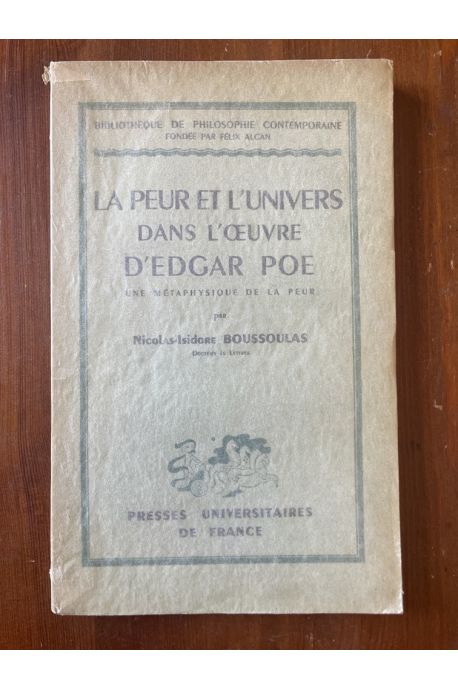 BIBLIOTHÈQUE DE PHILOSOPHIE CONTEMPORAINE
FONDÉE PAR FÉLIX ALCAN
LA PEUR ET L'UNIVERS
DANS L'ŒUVRE
D'EDGAR POE
UNE MÉTAPHYSIQUE DE LA PEUR
par
Nicolas-Isidore BOUSSOULAS
Docteur ès Lettres
PRESSES UNIVERSITAIRES
DE FRANCE